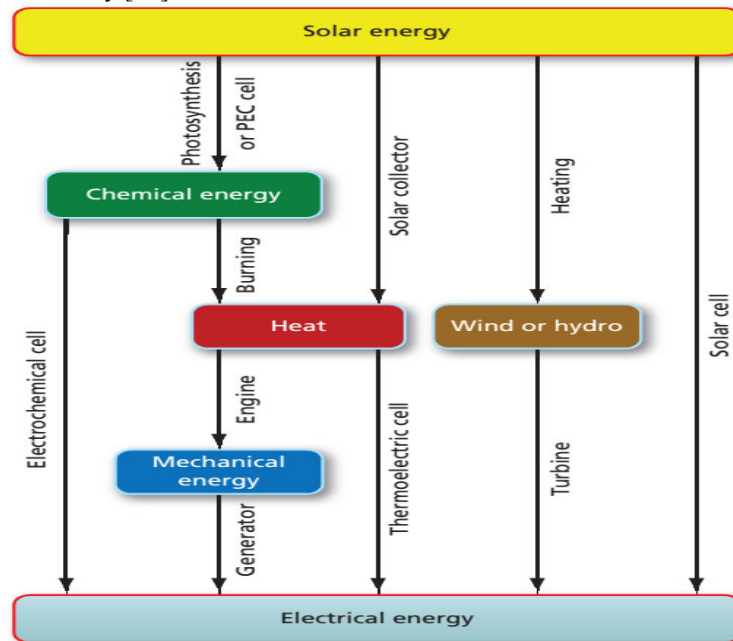 Solar energy
Photosynthesis
or PEC cell
Solar collector
Heating
Solar cell
Chemical energy
Electrochemical cell
Burning
Heat
Wind or hydro
Engine
Thermoelectric cell
Turbine
Mechanical
energy
Generator
Electrical energy